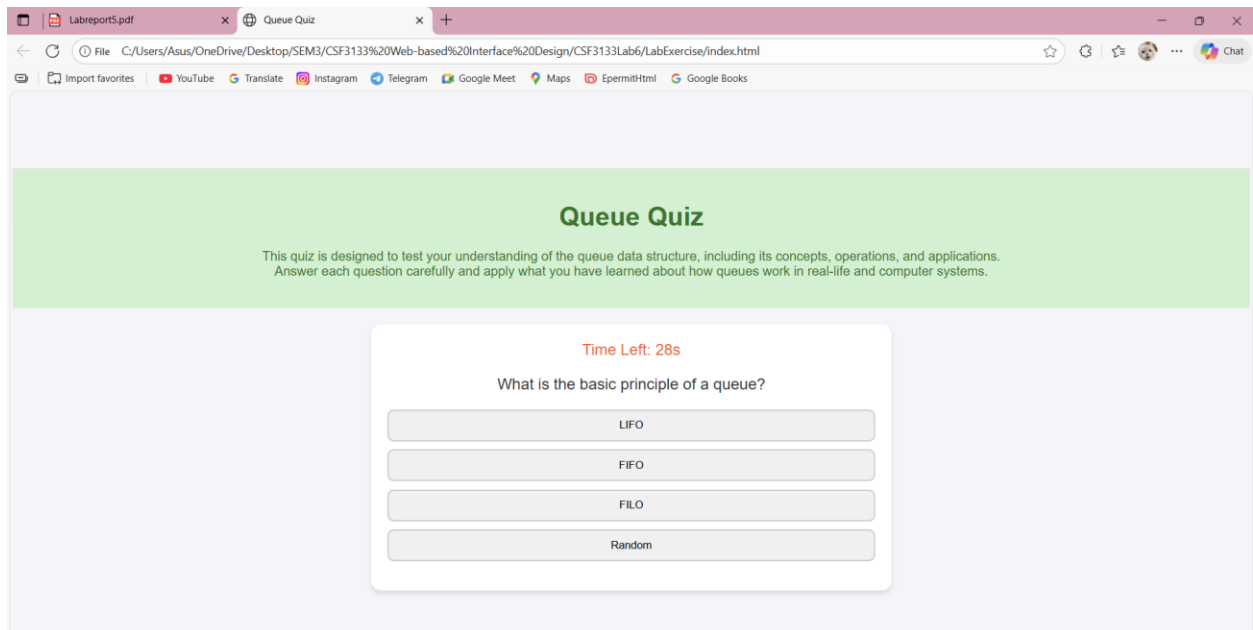 Labreport5.pdf
Queue Quiz
File C:/Users/Asus/OneDrive/Desktop/SEM3/CSF3133%20Web-based%20Interface%20Design/CSF3133Lab6/LabExercise/index.html
Chat
Import favorites YouTube Translate Instagram Telegram Google Meet Maps EpermitHtml Google Books
Queue Quiz
This quiz is designed to test your understanding of the queue data structure, including its concepts, operations, and applications.
Answer each question carefully and apply what you have learned about how queues work in real-life and computer systems.
Time Left: 28s
What is the basic principle of a queue?
LIFO
FIFO
FILO
Random